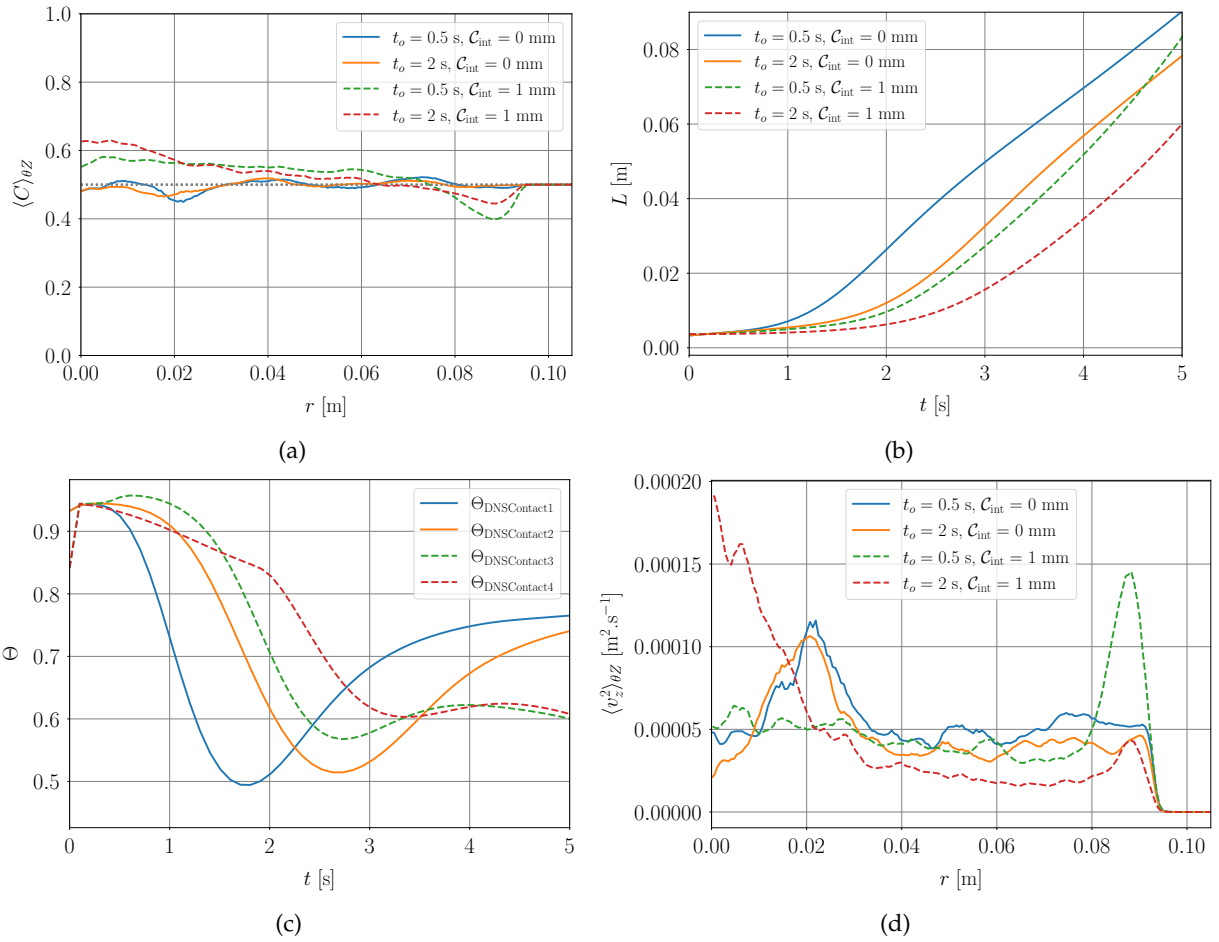 1.0
0.8
0.6
0.4
0.2
0.0
⟨C⟩θZ
t_o = 0.5 s, C_int = 0 mm
t_o = 2 s, C_int = 0 mm
t_o = 0.5 s, C_int = 1 mm
t_o = 2 s, C_int = 1 mm
0.00 0.02 0.04 0.06 0.08 0.10
r [m]
(a)
0.08
0.06
0.04
0.02
0.00
L [m]
t_o = 0.5 s, C_int = 0 mm
t_o = 2 s, C_int = 0 mm
t_o = 0.5 s, C_int = 1 mm
t_o = 2 s, C_int = 1 mm
0 1 2 3 4 5
t [s]
(b)
0.9
0.8
0.7
0.6
0.5
Θ
Θ_DNSContact1
Θ_DNSContact2
Θ_DNSContact3
Θ_DNSContact4
0 1 2 3 4 5
t [s]
(c)
0.00020
0.00015
0.00010
0.00005
0.00000
⟨v_z^2⟩θZ [m².s⁻¹]
t_o = 0.5 s, C_int = 0 mm
t_o = 2 s, C_int = 0 mm
t_o = 0.5 s, C_int = 1 mm
t_o = 2 s, C_int = 1 mm
0.00 0.02 0.04 0.06 0.08 0.10
r [m]
(d)